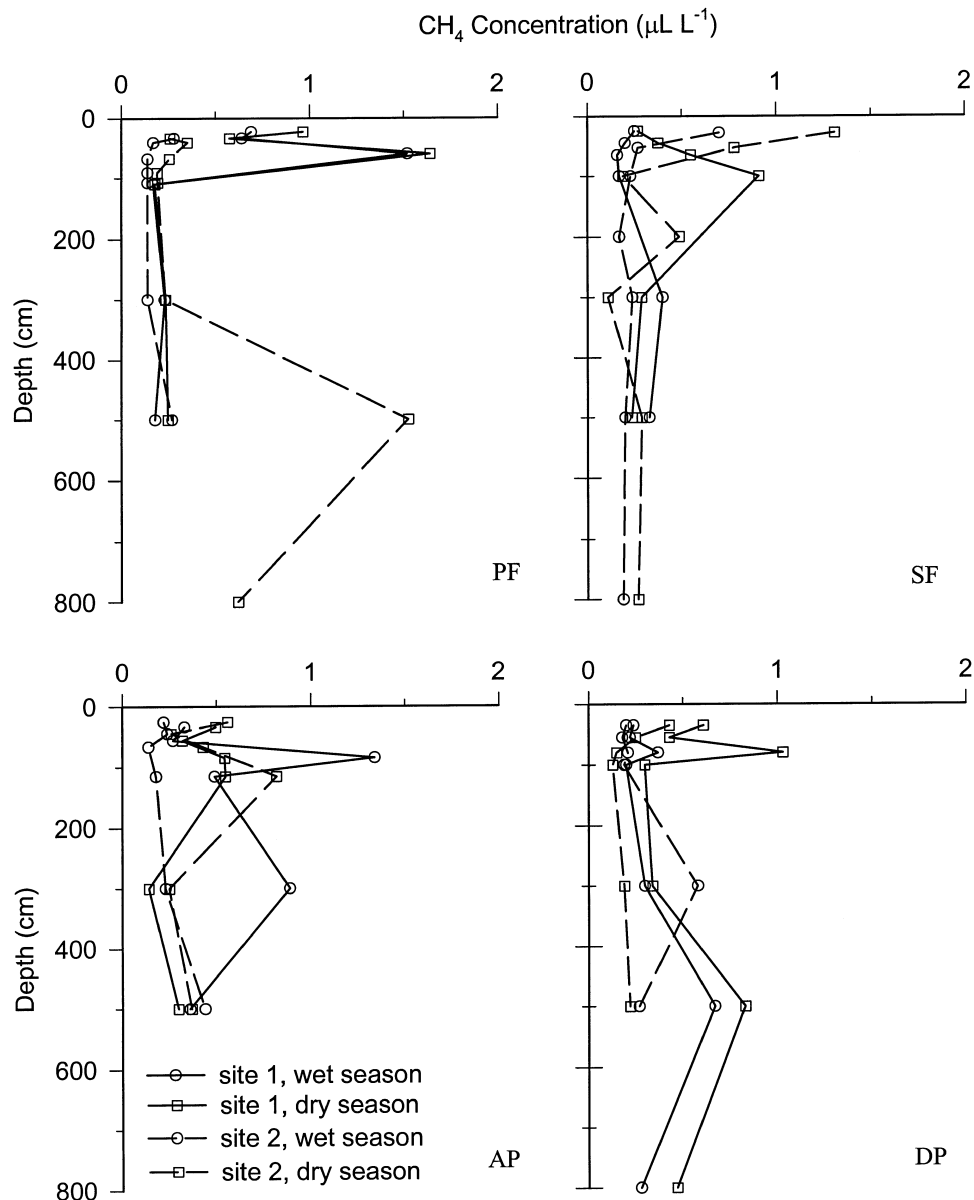 CH4 Concentration (μL L-1)
0 1 2
0 1 2
0
200
400
600
800
Depth (cm)
PF
SF
0 1 2
0 1 2
0
200
400
600
800
Depth (cm)
site 1, wet season
site 1, dry season
site 2, wet season
site 2, dry season
AP
DP